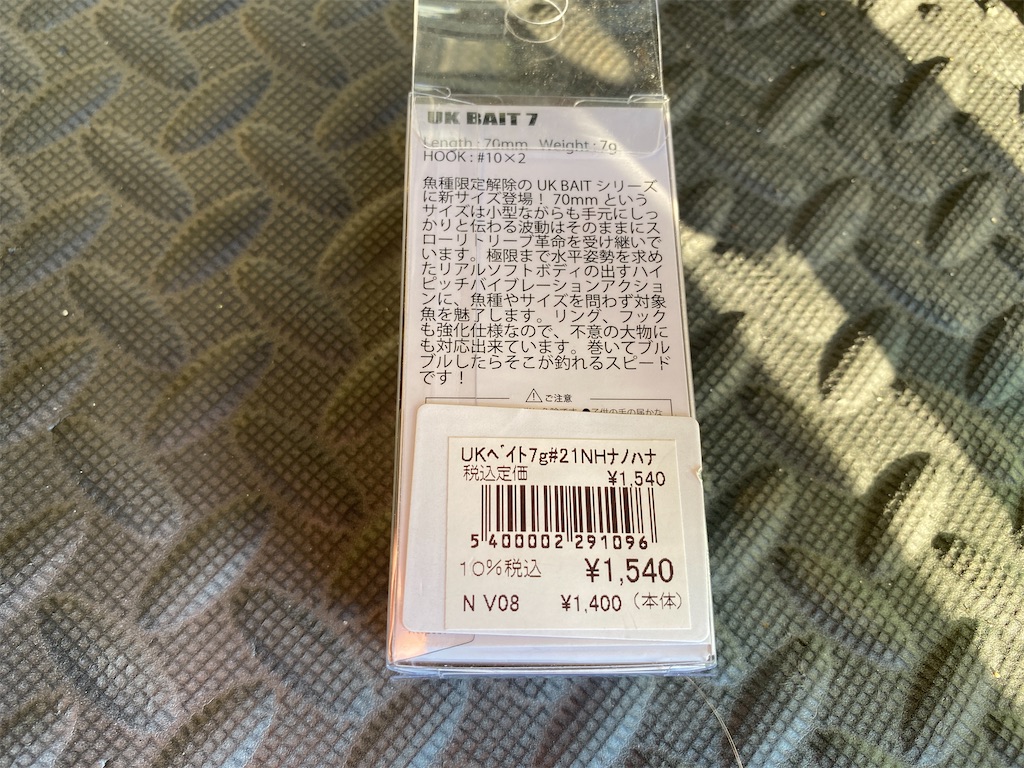 UK BAIT 7
Length : 70mm Weight : 7g
HOOK : #10×2
魚種限定解除の UK BAIT シリーズ
に新サイズ登場！ 70mm という
サイズは小型ながらも手元にしっ
かりと伝わる波動はそのままにス
ローリトリーブ革命を受け継いで
います。極限まで水平姿勢を求め
たリアルソフトボディの出すハイ
ピッチバイブレーションアクショ
ンに、魚種やサイズを問わず対象
魚を魅了します。リング、フック
も強化仕様なので、不意の大物に
も対応出来ています。巻いてブル
ブルしたらそこが釣れるスピード
です！
⚠ご注意
●子供の手の届かな
UKベイト7g#21NHナノハナ
税込定価 ¥1,540
5 400002 291096
10%税込 ¥1,540
N V08 ¥1,400（本体）